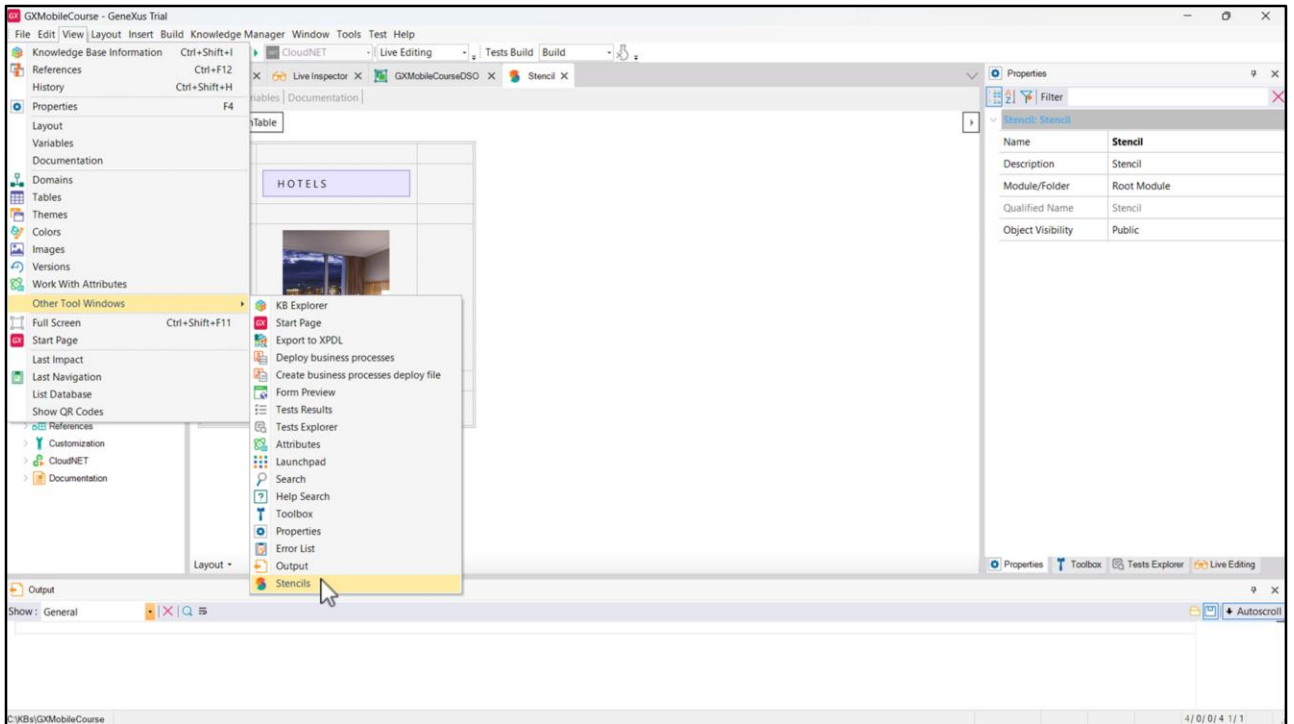 GX GXMobileCourse - GeneXus Trial
File Edit View Layout Insert Build Knowledge Manager Window Tools Test Help
Knowledge Base Information Ctrl+Shift+I
CloudNET Live Editing Tests Build Build
References Ctrl+F12
Live Inspector X GXMobileCourseDSO X Stencil X
Properties
History Ctrl+Shift+H
Properties F4
Documentation
Filter
Layout
Variables
Documentation
Stencil: Stencil
Name Stencil
Description Stencil
Module/Folder Root Module
Qualified Name Stencil
Object Visibility Public
HOTELS
Domains
Tables
Themes
Colors
Images
Versions
Work With Attributes
Other Tool Windows
Full Screen Ctrl+Shift+F11
GX Start Page
Last Impact
Last Navigation
List Database
Show QR Codes
KB Explorer
GX Start Page
Export to XPDL
Deploy business processes
Create business processes deploy file
Form Preview
Tests Results
Tests Explorer
Attributes
Launchpad
Search
Help Search
Toolbox
Properties
Error List
Output
Stencils
References
Customization
CloudNET
Documentation
Layout
Properties Toolbox Tests Explorer Live Editing
Output
Show: General
Autoscroll
C:\KBs\GXMobileCourse
4/ 0/ 0/ 4 1/ 1